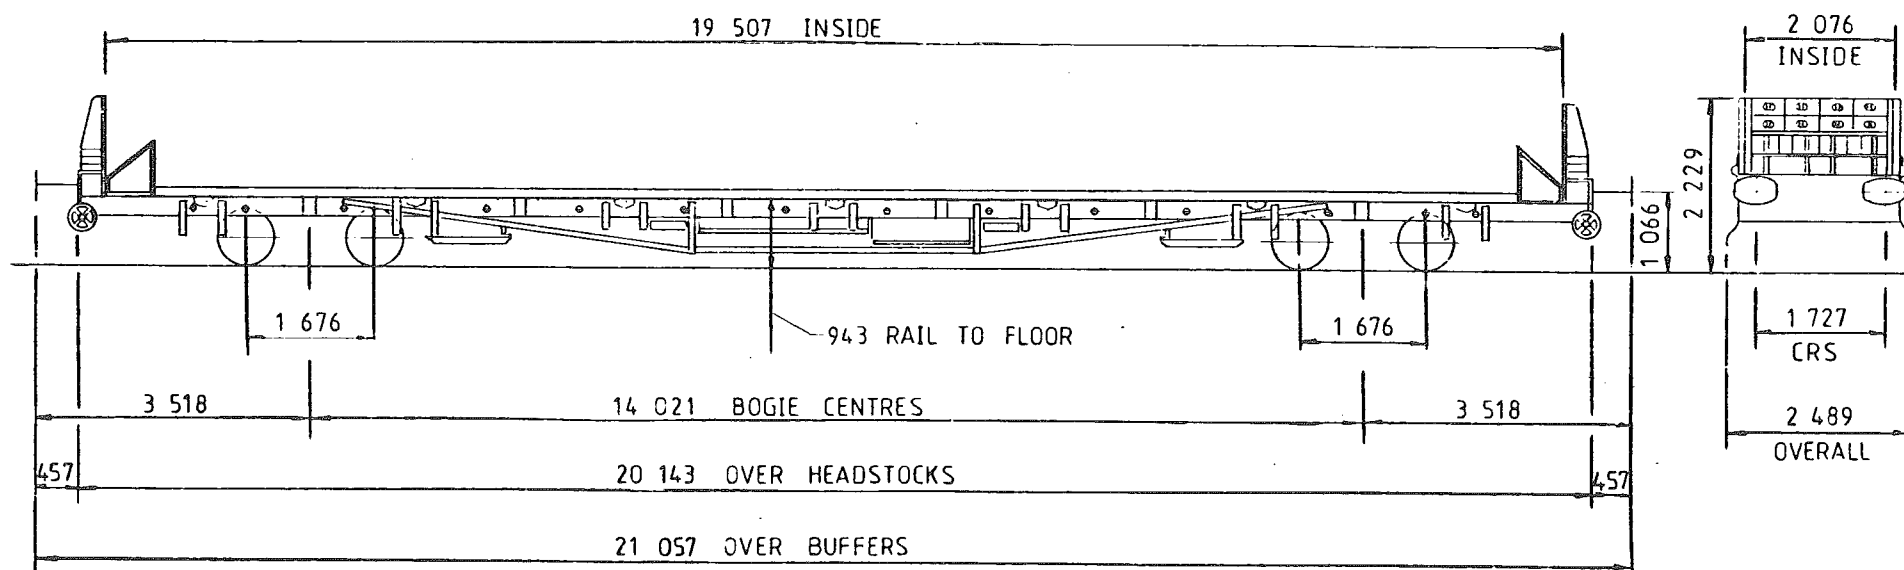 19 507 INSIDE
2 076
INSIDE
2 229
1 066
1 676
943 RAIL TO FLOOR
1 676
1 727
CRS
3 518
14 021 BOGIE CENTRES
3 518
2 489
OVERALL
457
20 143 OVER HEADSTOCKS
457
21 057 OVER BUFFERS